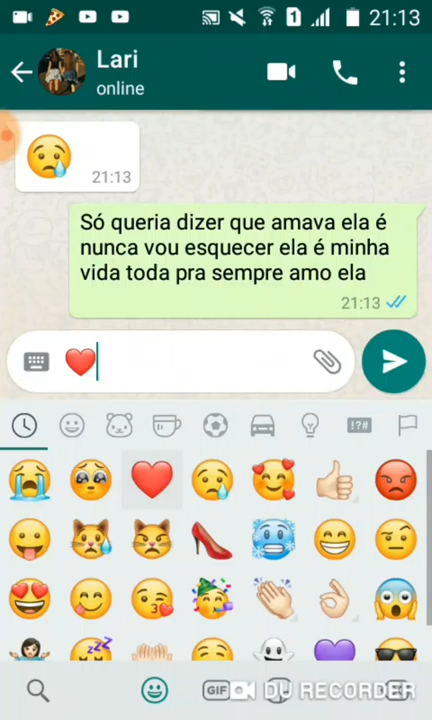 21:13
Lari
online
21:13
Só queria dizer que amava ela é
nunca vou esquecer ela é minha
vida toda pra sempre amo ela
21:13
!?#
GIF
DU RECORDER